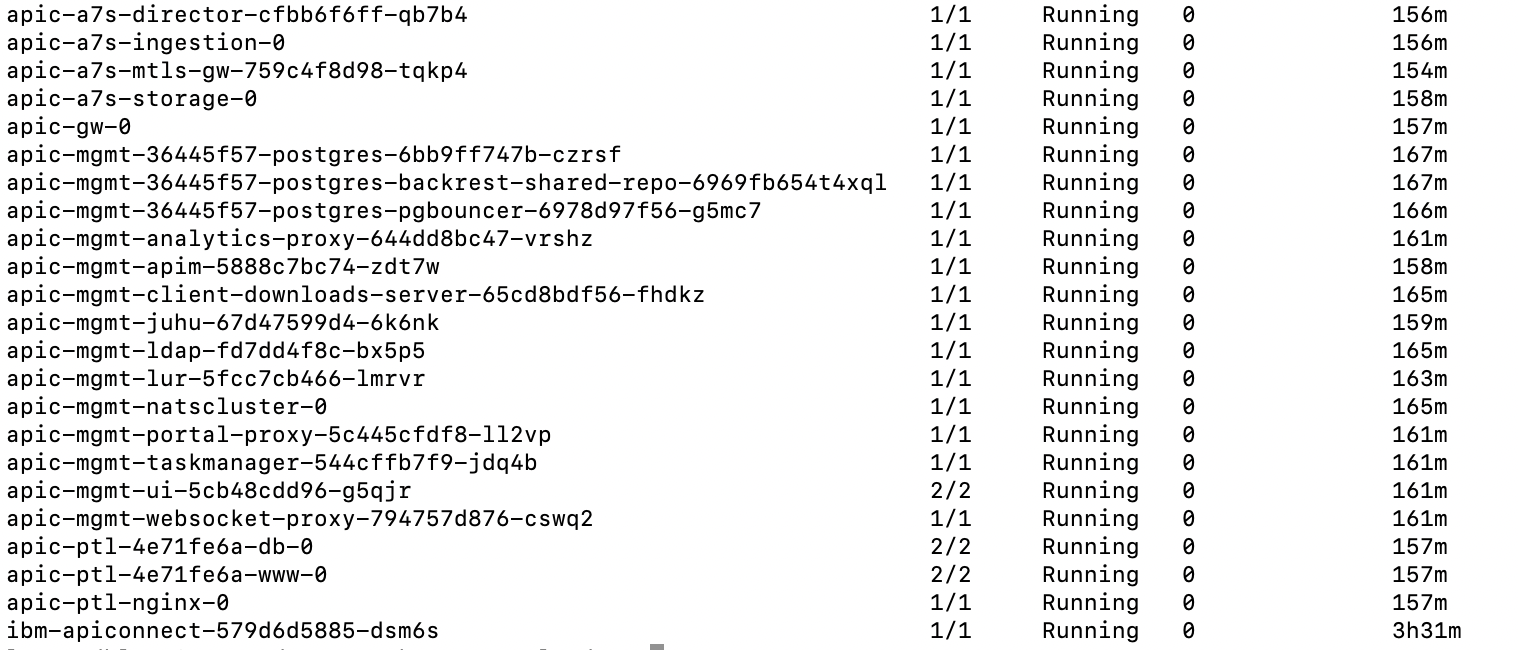 apic-a7s-director-cfbb6f6ff-qb7b4 1/1 Running 0 156m
apic-a7s-ingestion-0 1/1 Running 0 156m
apic-a7s-mtls-gw-759c4f8d98-tqkp4 1/1 Running 0 154m
apic-a7s-storage-0 1/1 Running 0 158m
apic-gw-0 1/1 Running 0 157m
apic-mgmt-36445f57-postgres-6bb9ff747b-czrsf 1/1 Running 0 167m
apic-mgmt-36445f57-postgres-backrest-shared-repo-6969fb654t4xql 1/1 Running 0 167m
apic-mgmt-36445f57-postgres-pgbouncer-6978d97f56-g5mc7 1/1 Running 0 166m
apic-mgmt-analytics-proxy-644dd8bc47-vrshz 1/1 Running 0 161m
apic-mgmt-apim-5888c7bc74-zdt7w 1/1 Running 0 158m
apic-mgmt-client-downloads-server-65cd8bdf56-fhdkz 1/1 Running 0 165m
apic-mgmt-juhu-67d47599d4-6k6nk 1/1 Running 0 159m
apic-mgmt-ldap-fd7dd4f8c-bx5p5 1/1 Running 0 165m
apic-mgmt-lur-5fcc7cb466-lmrvr 1/1 Running 0 163m
apic-mgmt-natscluster-0 1/1 Running 0 165m
apic-mgmt-portal-proxy-5c445cfdf8-ll2vp 1/1 Running 0 161m
apic-mgmt-taskmanager-544cffb7f9-jdq4b 1/1 Running 0 161m
apic-mgmt-ui-5cb48cdd96-g5qjr 2/2 Running 0 161m
apic-mgmt-websocket-proxy-794757d876-cswq2 1/1 Running 0 161m
apic-ptl-4e71fe6a-db-0 2/2 Running 0 157m
apic-ptl-4e71fe6a-www-0 2/2 Running 0 157m
apic-ptl-nginx-0 1/1 Running 0 157m
ibm-apiconnect-579d6d5885-dsm6s 1/1 Running 0 3h31m